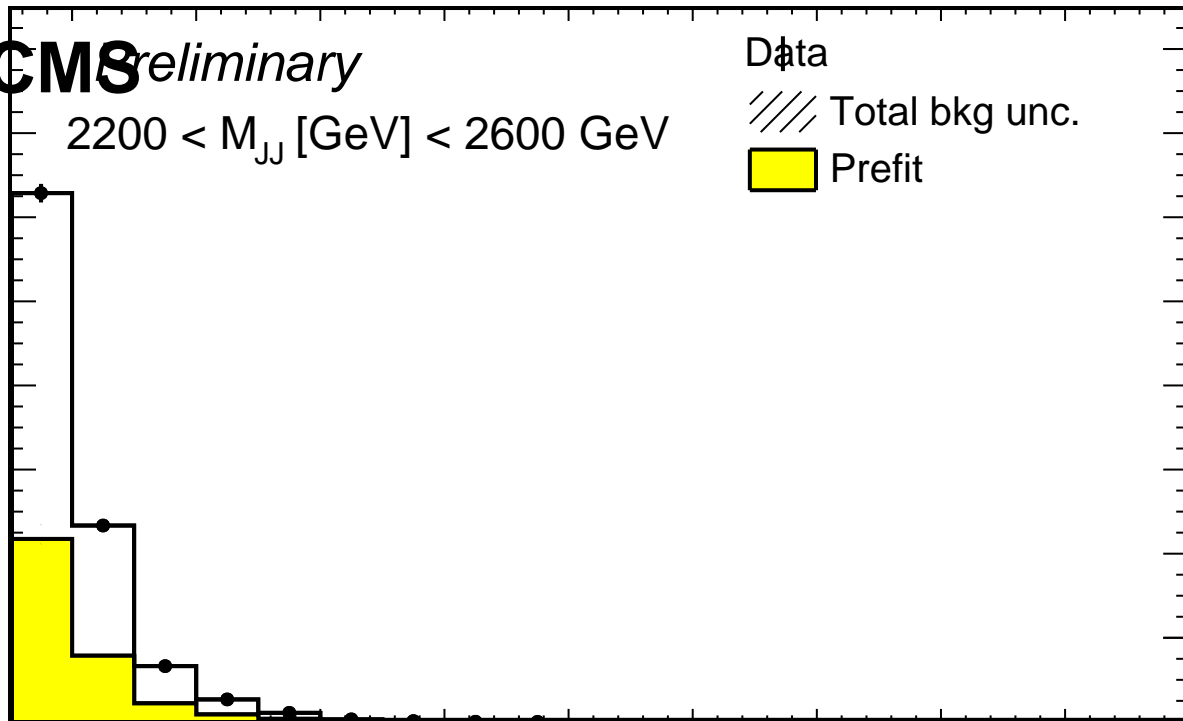 CMS Preliminary
2200 < M_JJ [GeV] < 2600 GeV
Data
Total bkg unc.
Prefit